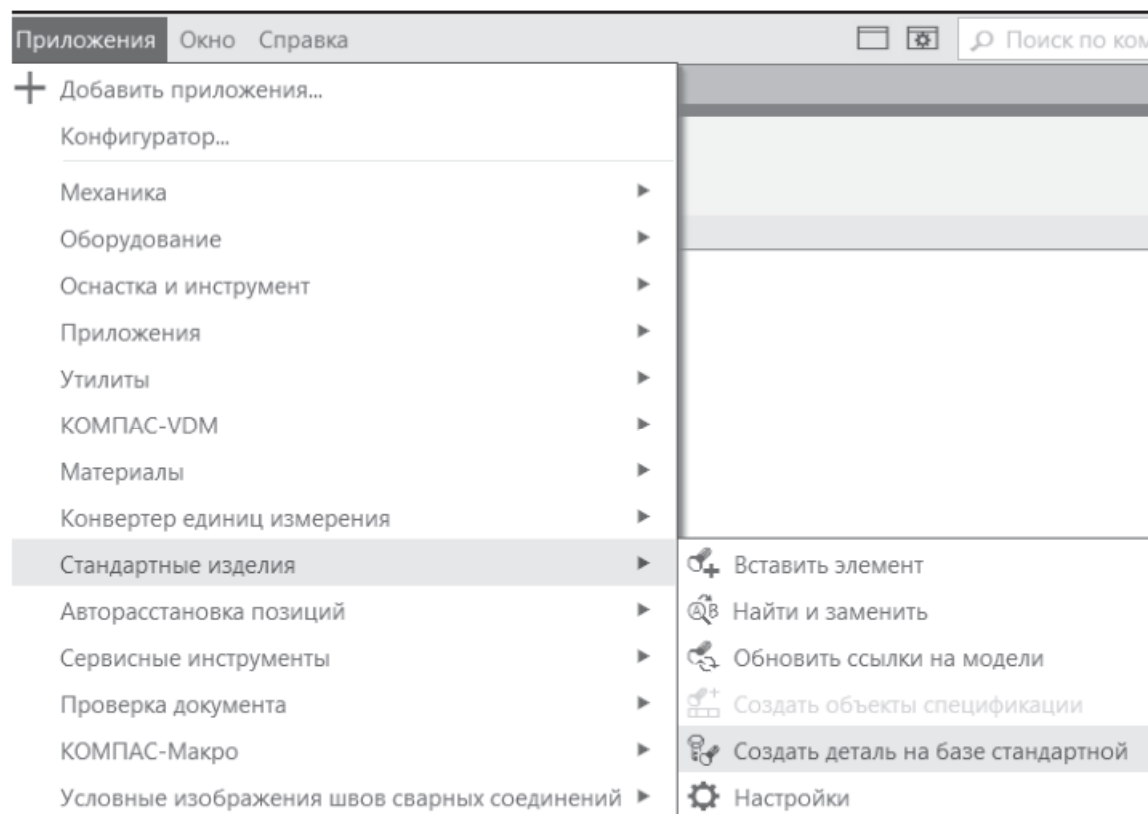 Приложения Окно Справка Поиск по ком
Добавить приложения...
Конфигуратор...
Механика
Оборудование
Оснастка и инструмент
Приложения
Утилиты
КОМПАС-VDM
Материалы
Конвертер единиц измерения
Стандартные изделия
Авторасстановка позиций
Сервисные инструменты
Проверка документа
КОМПАС-Макро
Условные изображения швов сварных соединений
Вставить элемент
Найти и заменить
Обновить ссылки на модели
Создать объекты спецификации
Создать деталь на базе стандартной
Настройки